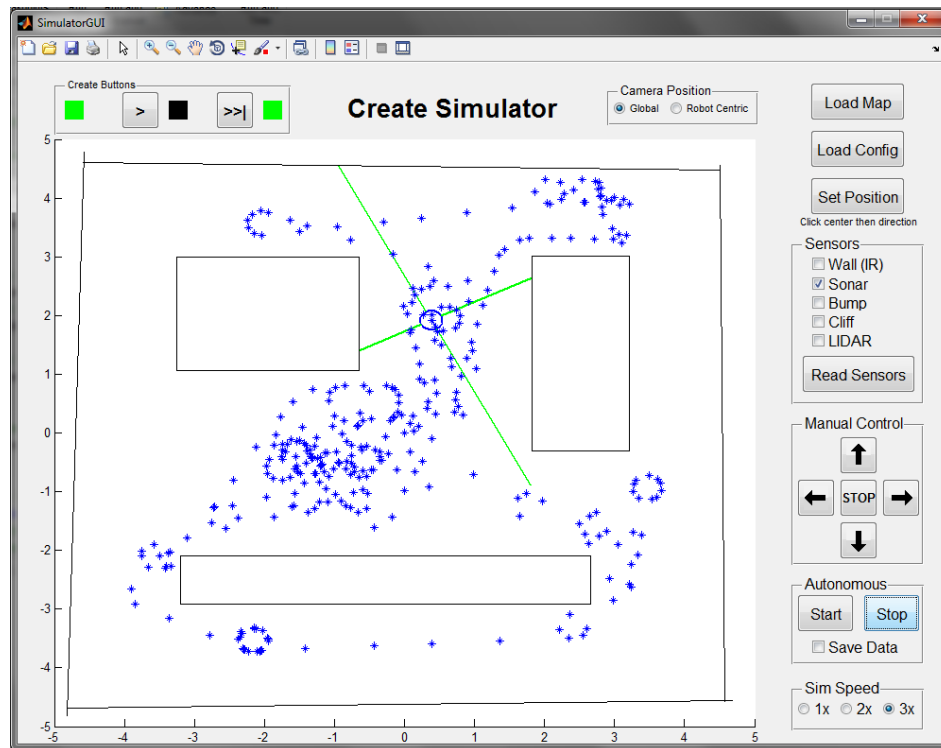 SimulatorGUI
Create Buttons
> >>|
Create Simulator
Camera Position
Global Robot Centric
Load Map
Load Config
Set Position
Click center then direction
Sensors
Wall (IR)
Sonar
Bump
Cliff
LIDAR
Read Sensors
Manual Control
STOP
Autonomous
Start Stop
Save Data
Sim Speed
1x 2x 3x
5
4
3
2
1
0
-1
-2
-3
-4
-5
-5 -4 -3 -2 -1 0 1 2 3 4 5